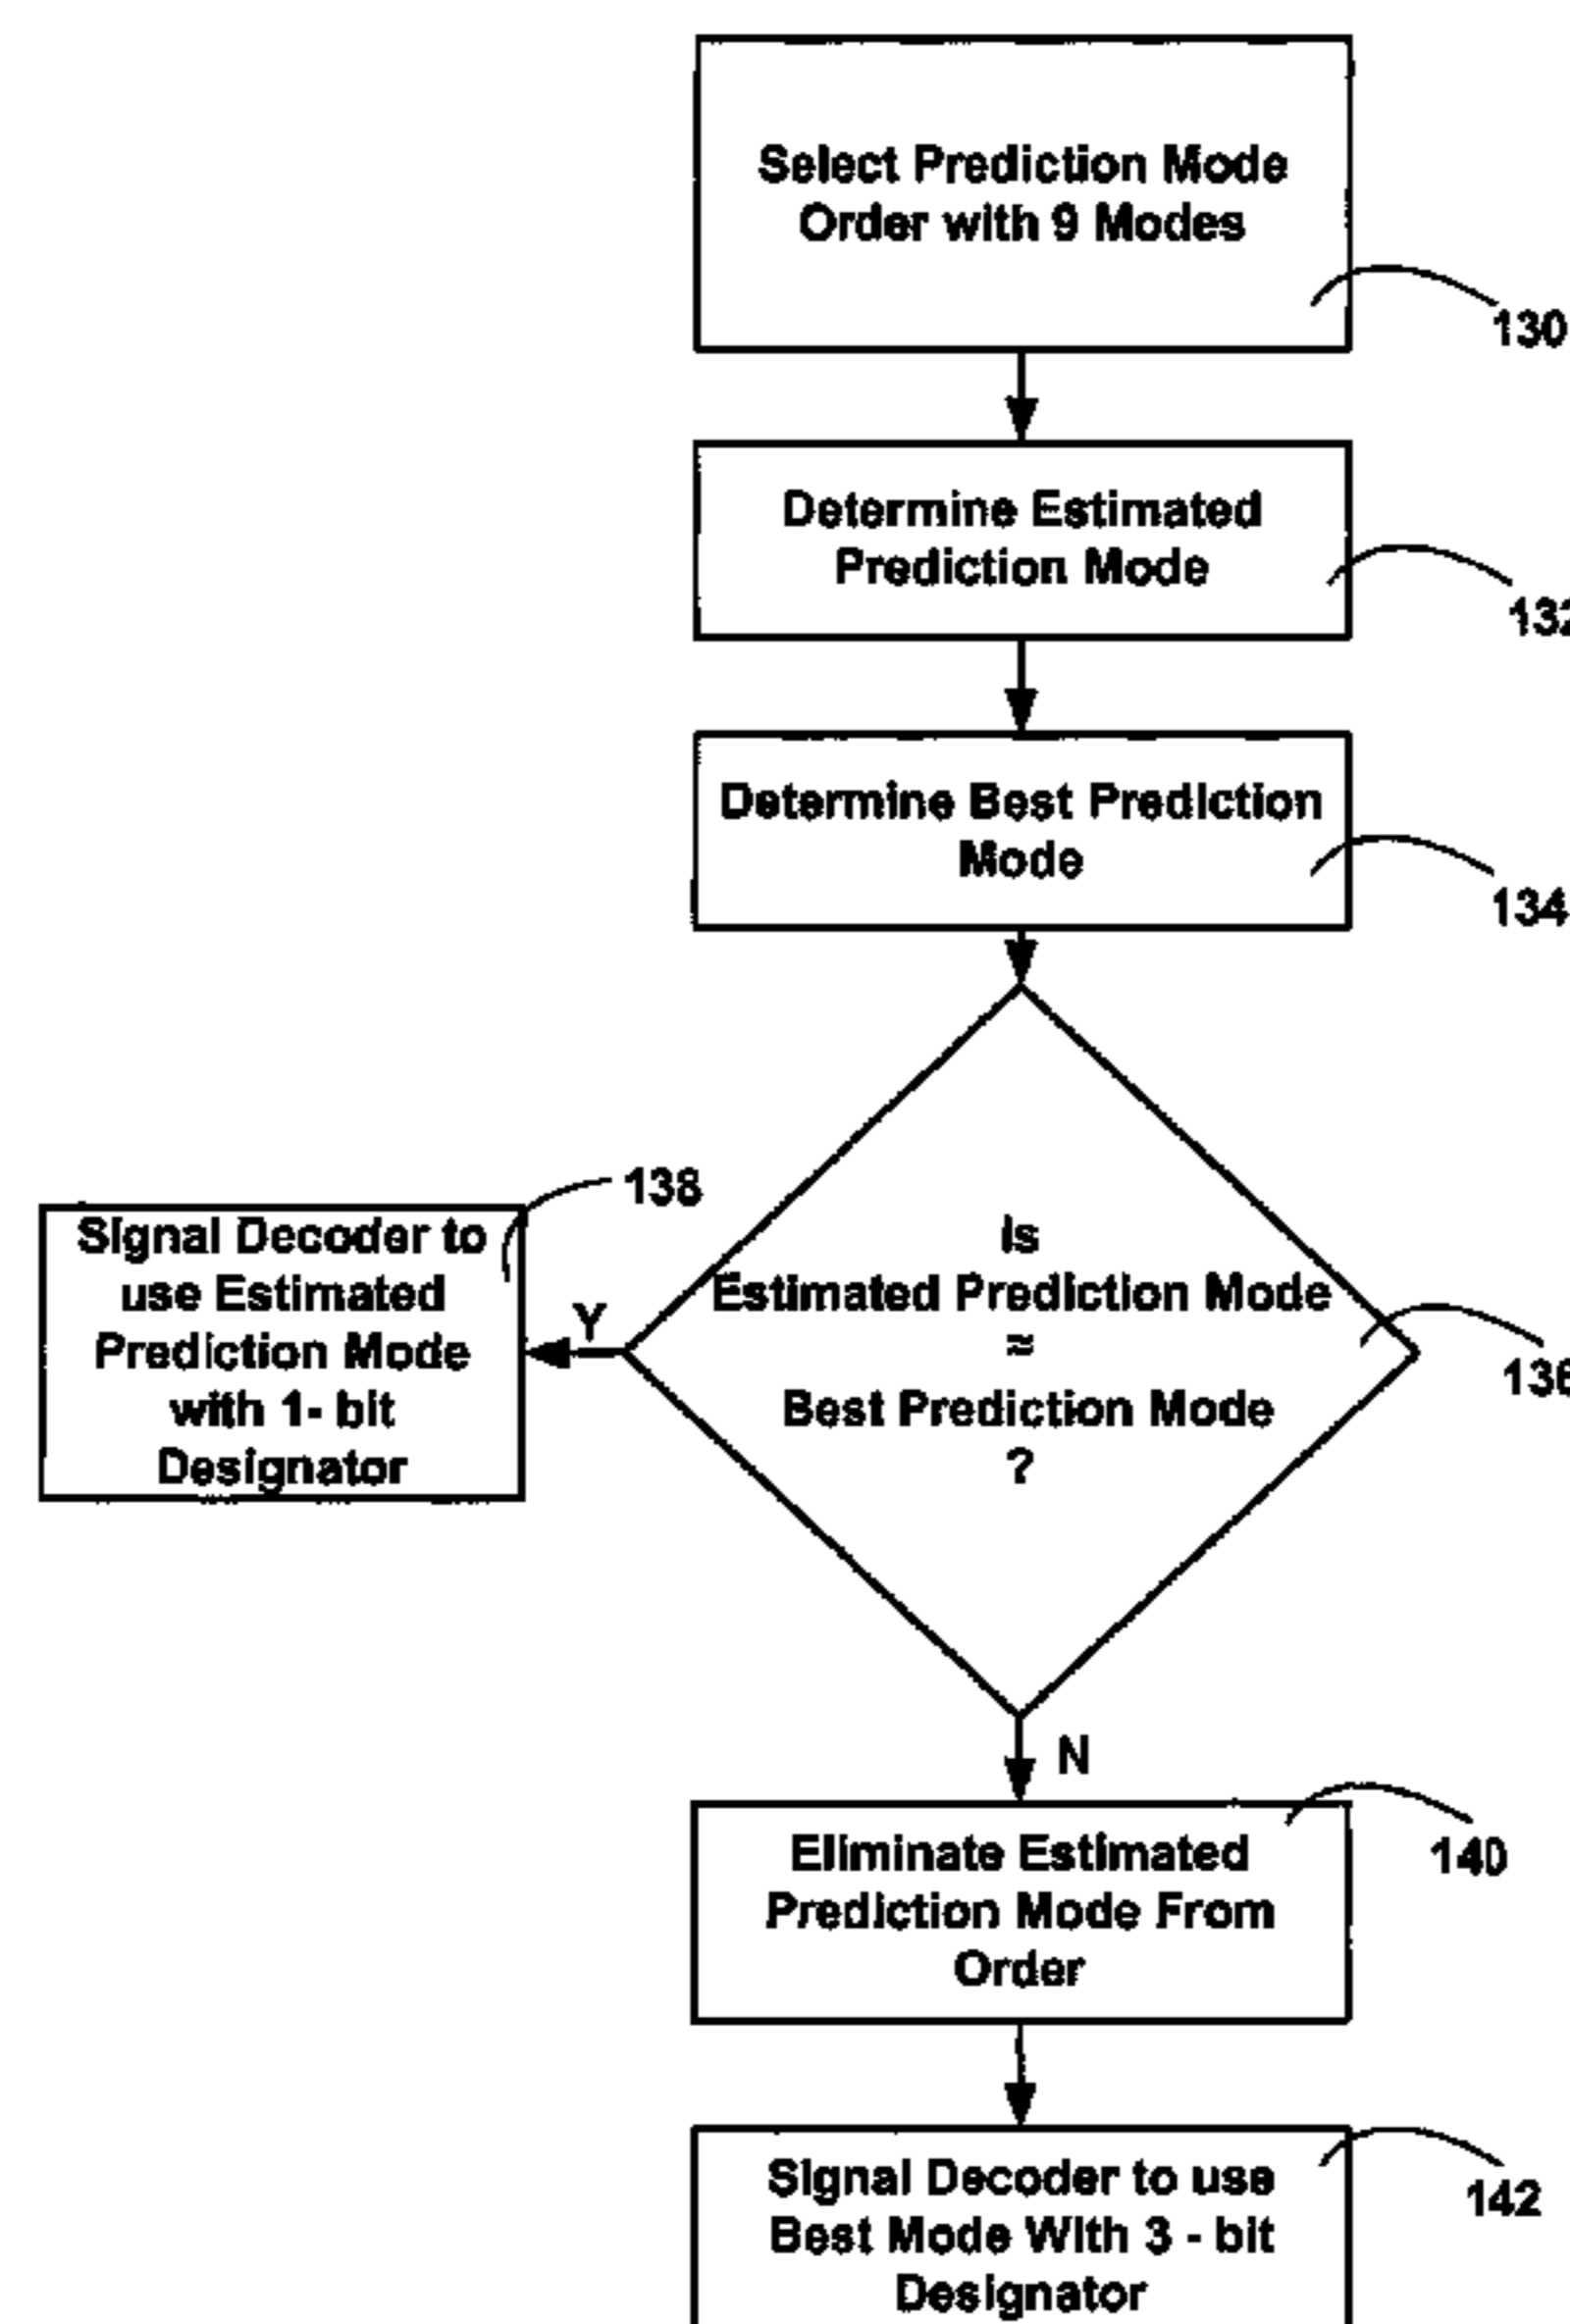 Select Prediction Mode
Order with 9 Modes
130
Determine Estimated
Prediction Mode
132
Determine Best Prediction
Mode
134
138
Signal Decoder to
use Estimated
Prediction Mode
with 1- bit
Designator
Y
Is
Estimated Prediction Mode
≈
Best Prediction Mode
?
136
N
140
Eliminate Estimated
Prediction Mode From
Order
142
Signal Decoder to use
Best Mode With 3 - bit
Designator